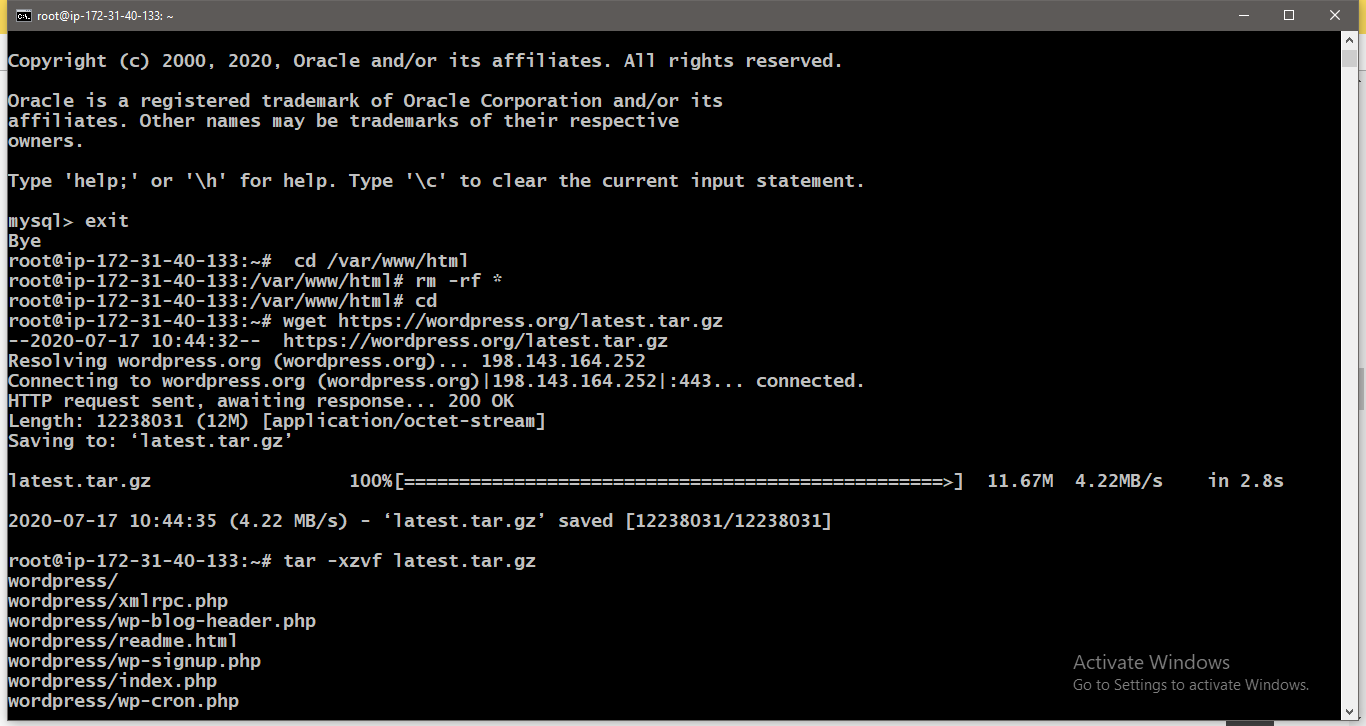 root@ip-172-31-40-133: ~
Copyright (c) 2000, 2020, Oracle and/or its affiliates. All rights reserved.
Oracle is a registered trademark of Oracle Corporation and/or its
affiliates. Other names may be trademarks of their respective
owners.
Type 'help;' or '\h' for help. Type '\c' to clear the current input statement.
mysql> exit
Bye
root@ip-172-31-40-133:~#  cd /var/www/html
root@ip-172-31-40-133:/var/www/html# rm -rf *
root@ip-172-31-40-133:/var/www/html# cd
root@ip-172-31-40-133:~# wget https://wordpress.org/latest.tar.gz
--2020-07-17 10:44:32--  https://wordpress.org/latest.tar.gz
Resolving wordpress.org (wordpress.org)... 198.143.164.252
Connecting to wordpress.org (wordpress.org)|198.143.164.252|:443... connected.
HTTP request sent, awaiting response... 200 OK
Length: 12238031 (12M) [application/octet-stream]
Saving to: ‘latest.tar.gz’
latest.tar.gz                  100%[=================================================>]  11.67M  4.22MB/s    in 2.8s
2020-07-17 10:44:35 (4.22 MB/s) - ‘latest.tar.gz’ saved [12238031/12238031]
root@ip-172-31-40-133:~# tar -xzvf latest.tar.gz
wordpress/
wordpress/xmlrpc.php
wordpress/wp-blog-header.php
wordpress/readme.html
wordpress/wp-signup.php
wordpress/index.php
wordpress/wp-cron.php
Activate Windows
Go to Settings to activate Windows.